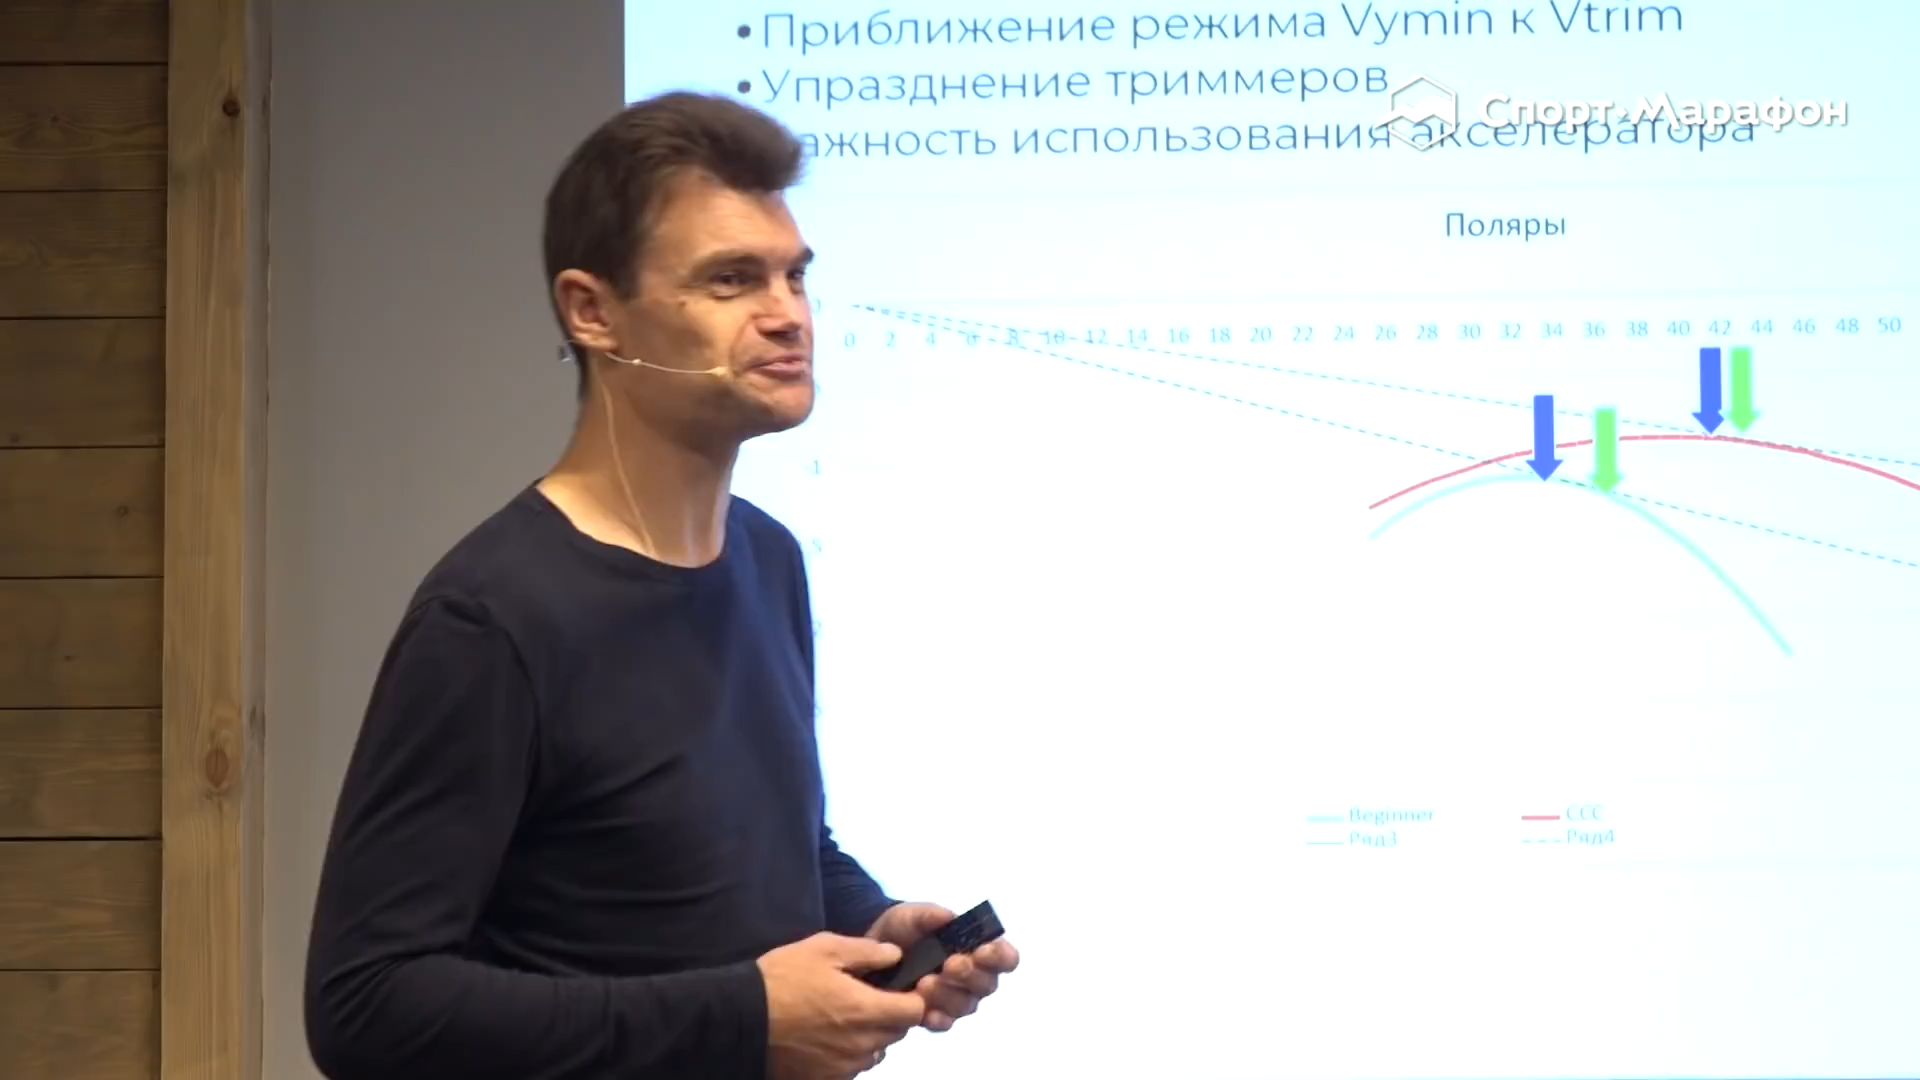 • Приближение режима Vymin к Vtrim
• Упразднение триммеров
ажность использования акселератора
Спорт-Марафон
Поляры
0 2 4 6 8 10 12 14 16 18 20 22 24 26 28 30 32 34 36 38 40 42 44 46 48 50
-1
Beginner
CCC
Ряд3
Ряд4